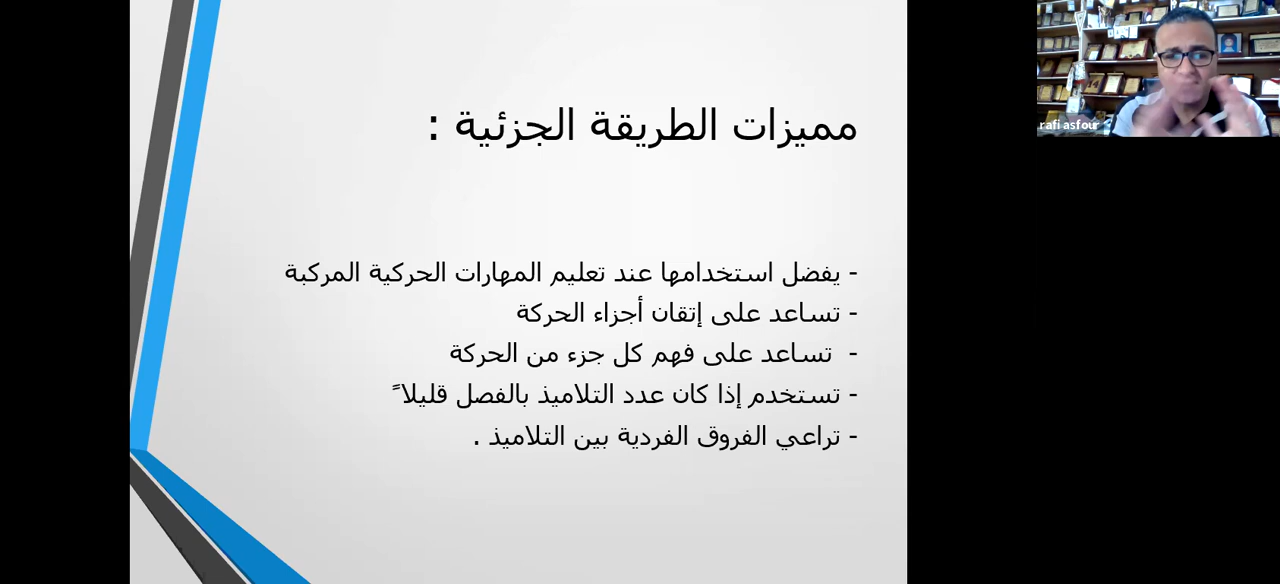 مميزات الطريقة الجزئية :
- يفضل استخدامها عند تعليم المهارات الحركية المركبة
- تساعد على إتقان أجزاء الحركة
- تساعد على فهم كل جزء من الحركة
- تستخدم إذا كان عدد التلاميذ بالفصل قليلا ً
- تراعي الفروق الفردية بين التلاميذ .
rafi asfour